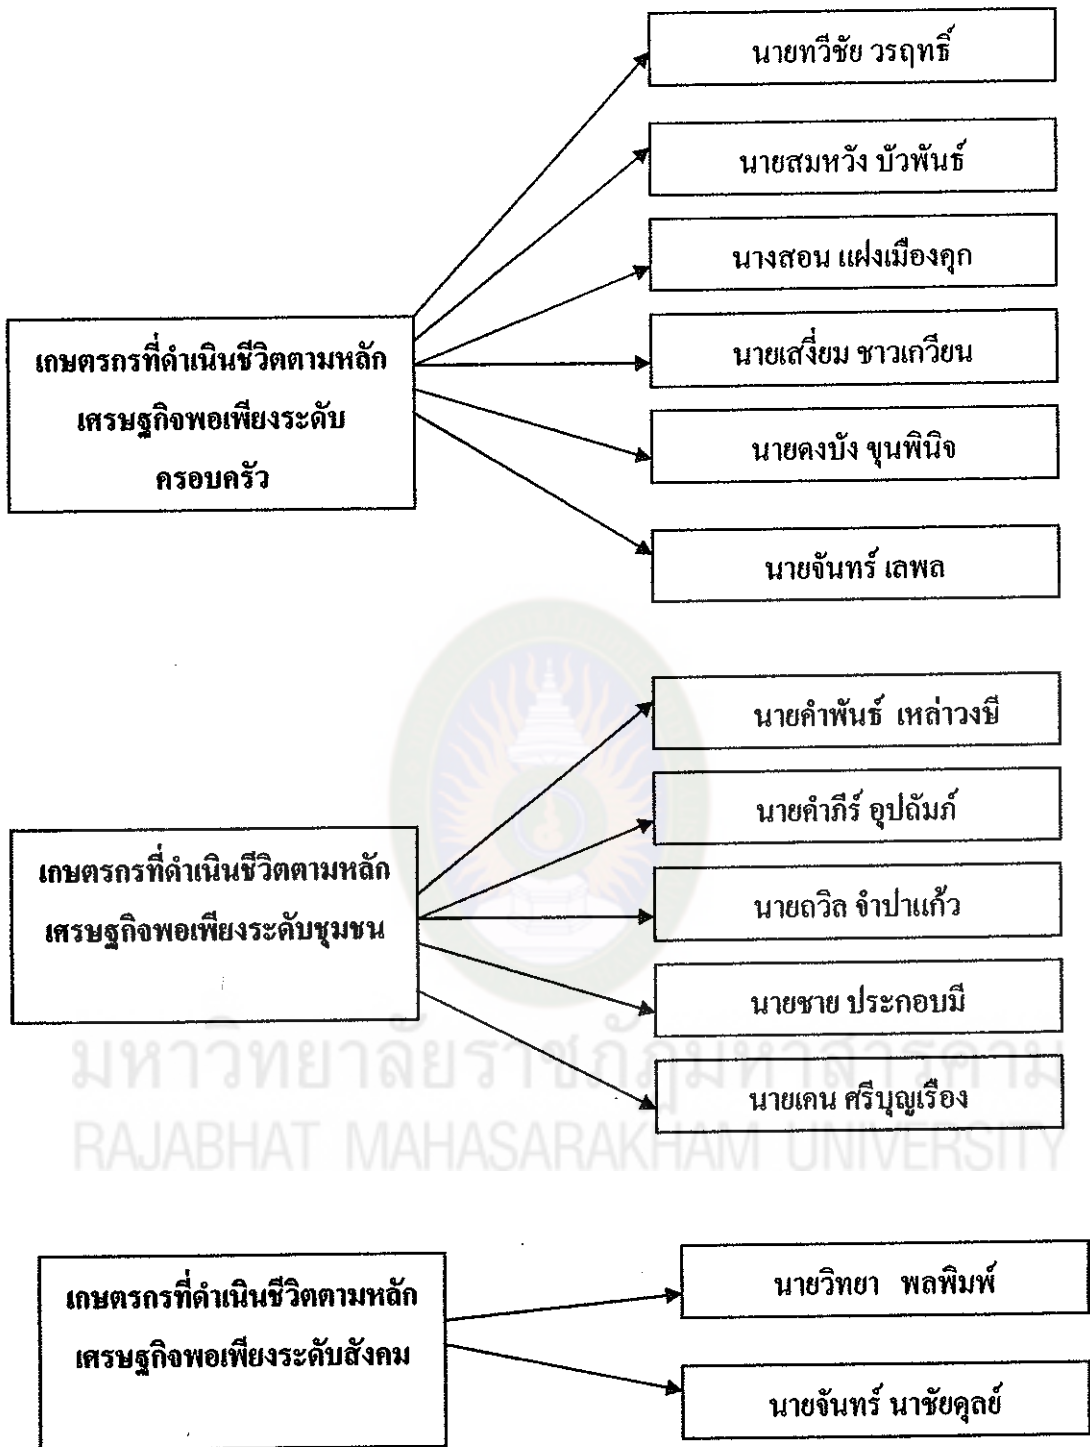 นายทวีชัย วรฤทธิ์
นายสมหวัง บัวพันธ์
นางสอน แฝงเมืองคุก
เกษตรกรที่ดำเนินชีวิตตามหลัก
เศรษฐกิจพอเพียงระดับ
ครอบครัว
นายเสงี่ยม ชาวเกวียน
นายคงบัง ขุนพินิจ
นายจันทร์ เลพล
นายคำพันธ์ เหล่าวงษี
นายคำภีร์ อุปถัมภ์
เกษตรกรที่ดำเนินชีวิตตามหลัก
เศรษฐกิจพอเพียงระดับชุมชน
นายถวิล จำปาแก้ว
นายชาย ประกอบมี
นายเคน ศรีบุญเรือง
มหาวิทยาลัยราชภัฏมหาสารคาม
RAJABHAT MAHASARAKHAM UNIVERSITY
เกษตรกรที่ดำเนินชีวิตตามหลัก
เศรษฐกิจพอเพียงระดับสังคม
นายวิทยา พลพิมพ์
นายจันทร์ นาชัยดุลย์